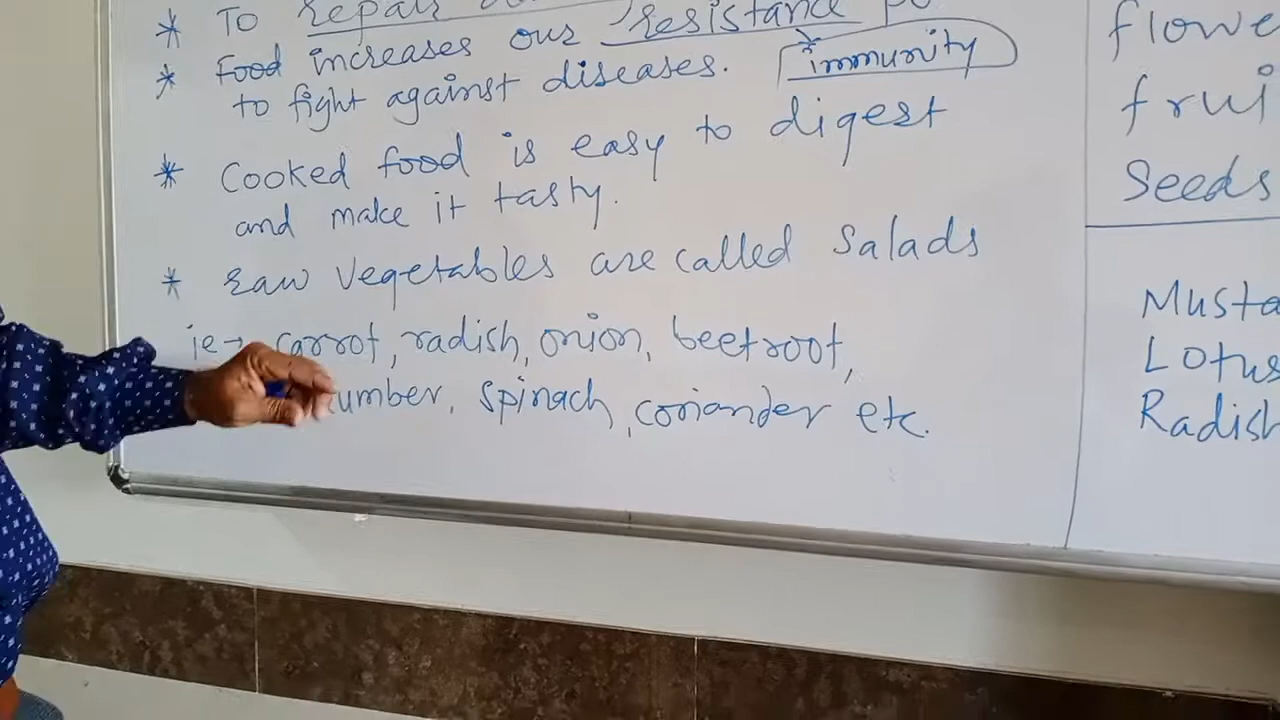 * To repair
* Food increases our resistance
to fight against diseases. immunity
* Cooked food is easy to digest
and make it tasty.
* raw vegetables are called salads
ie→ carrot, radish, onion, beetroot,
umber, spinach, coriander etc.
flowe
frui
Seeds
Musta
Lotus
Radish